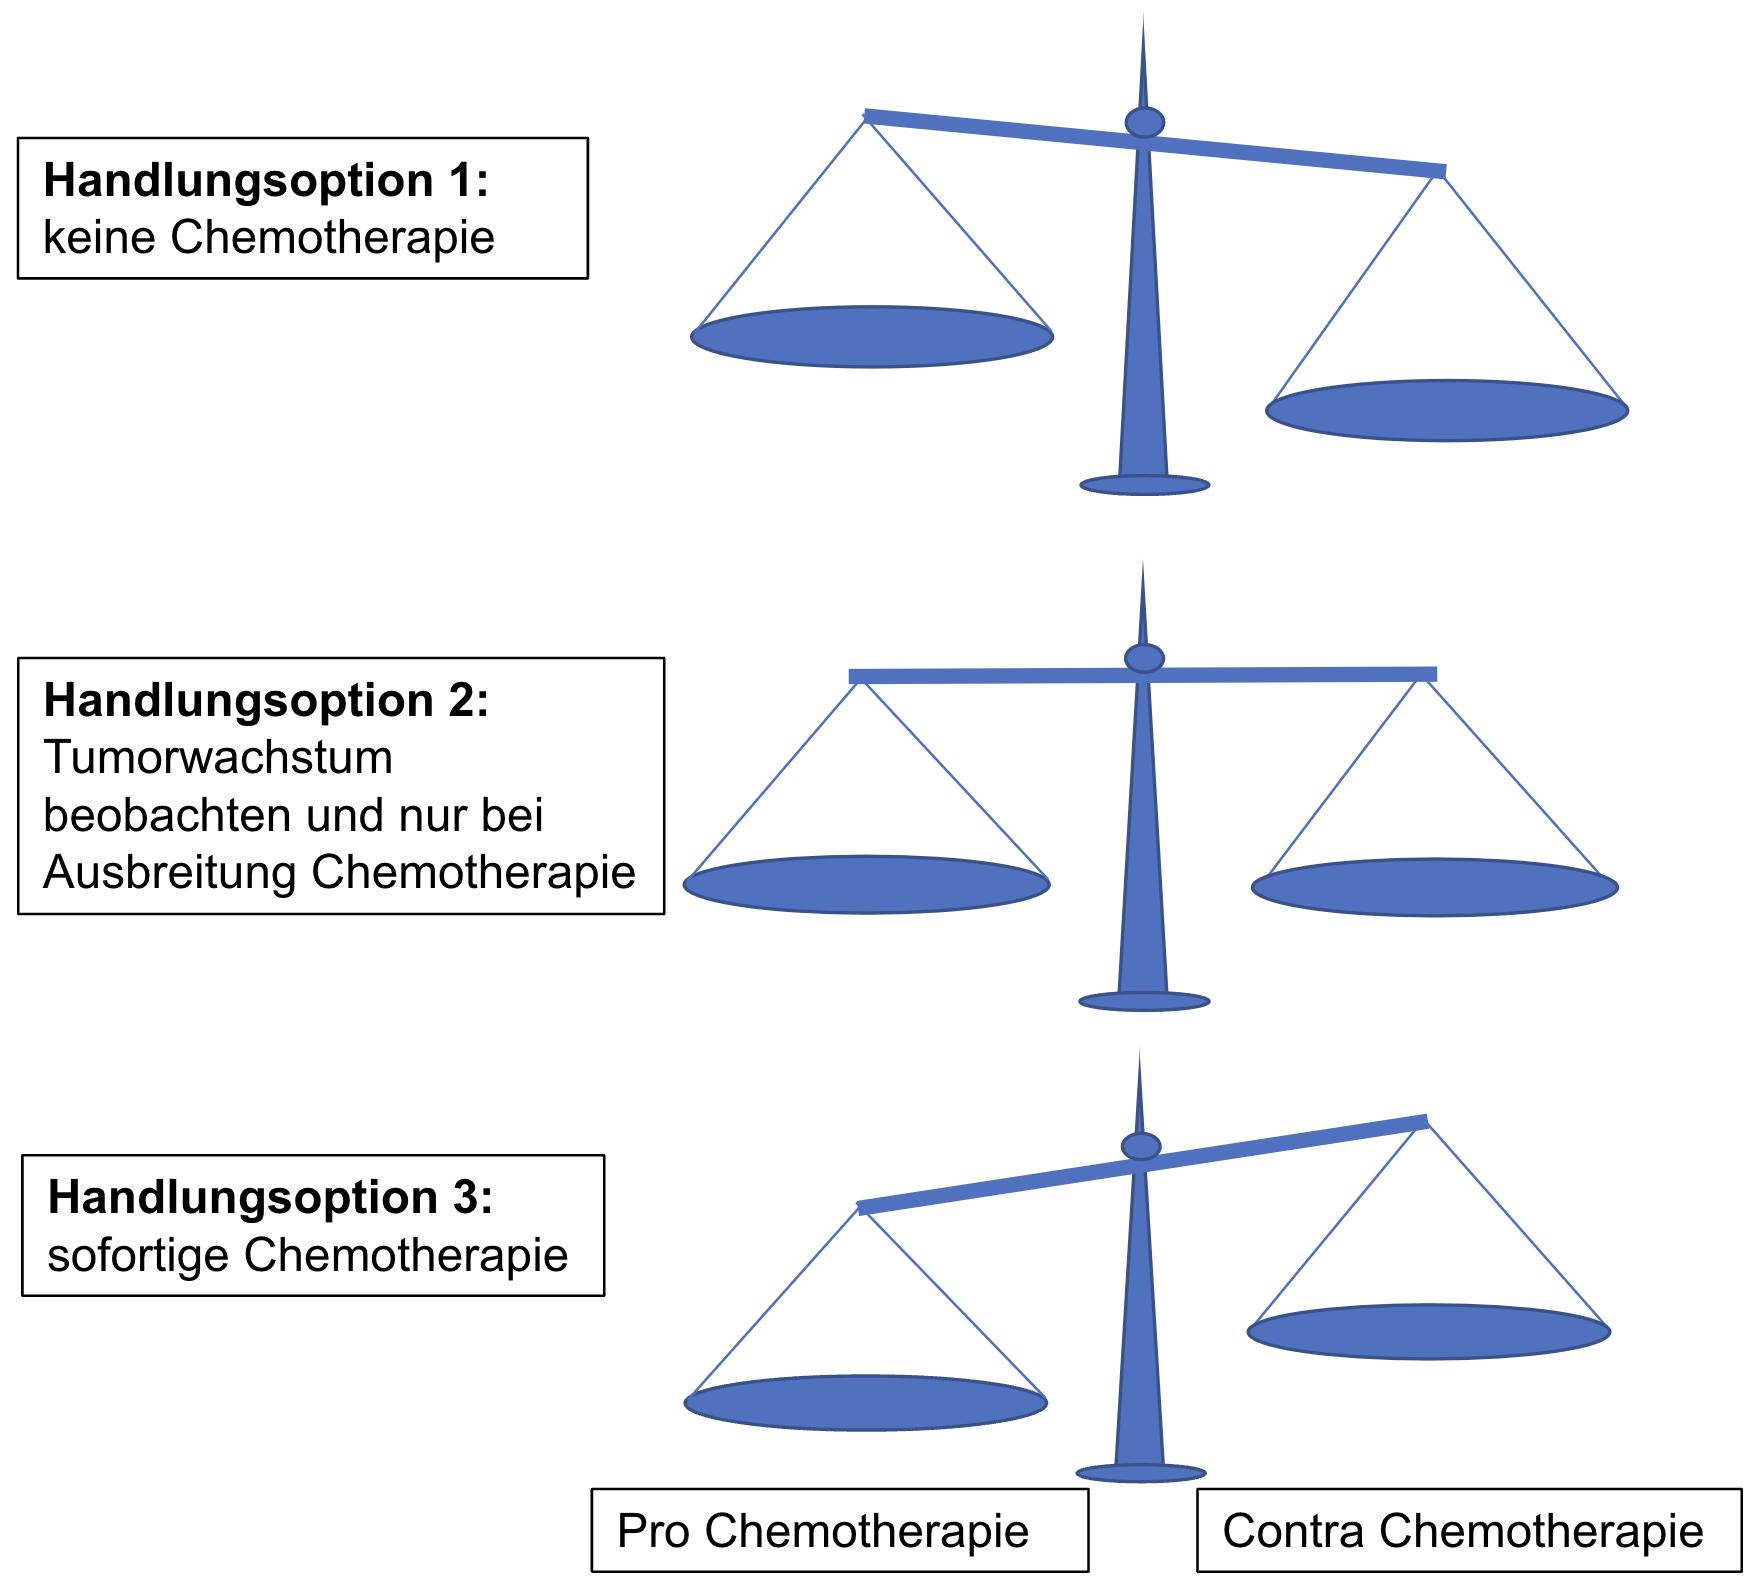 Handlungsoption 1:
keine Chemotherapie
Handlungsoption 2:
Tumorwachstum
beobachten und nur bei
Ausbreitung Chemotherapie
Handlungsoption 3:
sofortige Chemotherapie
Pro Chemotherapie
Contra Chemotherapie